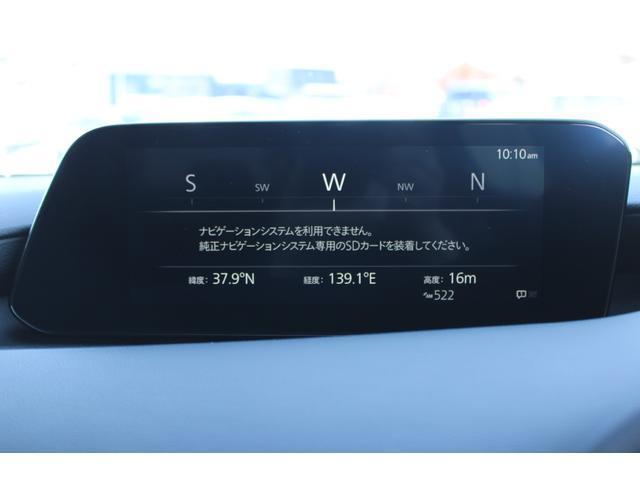 10:10am
S SW W NW N
ナビゲーションシステムを利用できません。
純正ナビゲーションシステム専用のSDカードを装着してください。
緯度: 37.9°N 経度: 139.1°E 高度: 16m
522